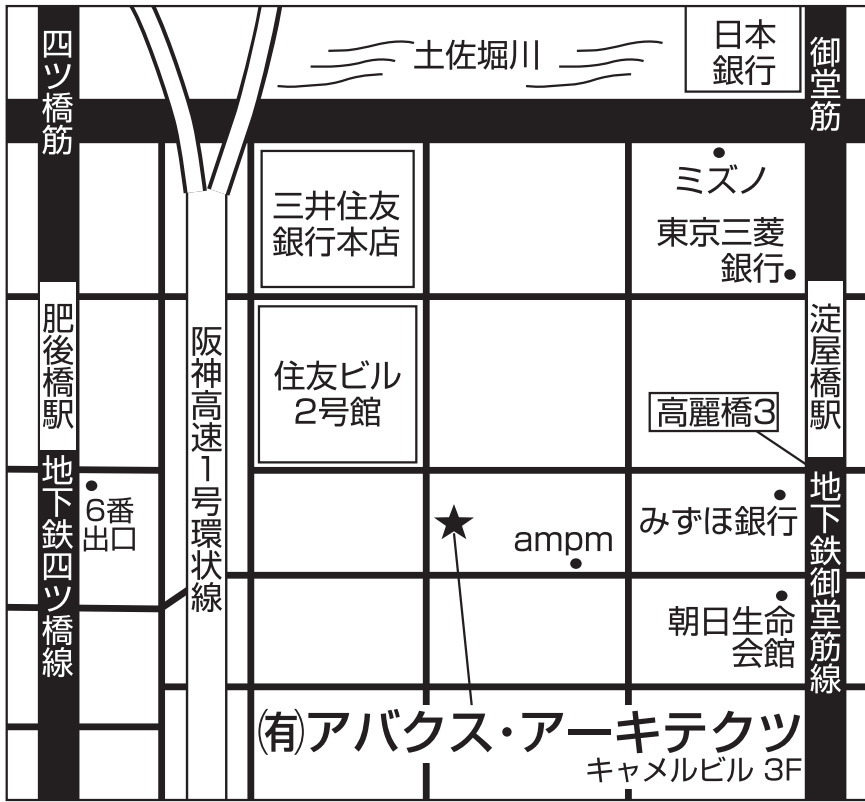 四ツ橋筋
土佐堀川
日本
銀行
御堂筋
ミズノ
三井住友
銀行本店
東京三菱
銀行
肥後橋駅
阪神高速1号環状線
住友ビル
2号館
淀屋橋駅
高麗橋3
地下鉄四ツ橋線
6番
出口
ampm
みずほ銀行
地下鉄御堂筋線
朝日生命
会館
㈲アバクス・アーキテクツ
キャメルビル 3F